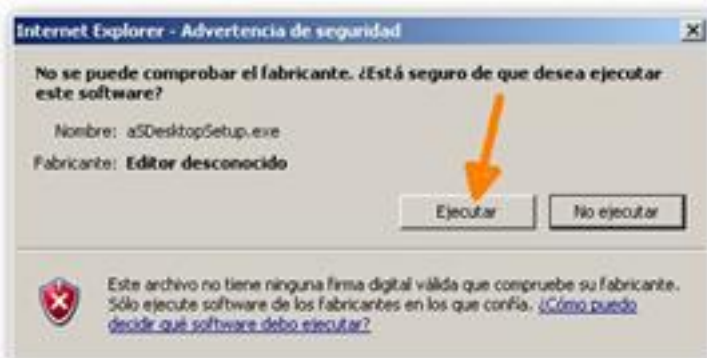 Internet Explorer - Advertencia de seguridad
No se puede comprobar el fabricante. ¿Está seguro de que desea ejecutar
este software?
Nombre: aSDesktopSetup.exe
Fabricante: Editor desconocido
Ejecutar No ejecutar
Este archivo no tiene ninguna firma digital válida que compruebe su fabricante.
Sólo ejecute software de los fabricantes en los que confía. ¿Cómo puedo
decidir qué software debo ejecutar?